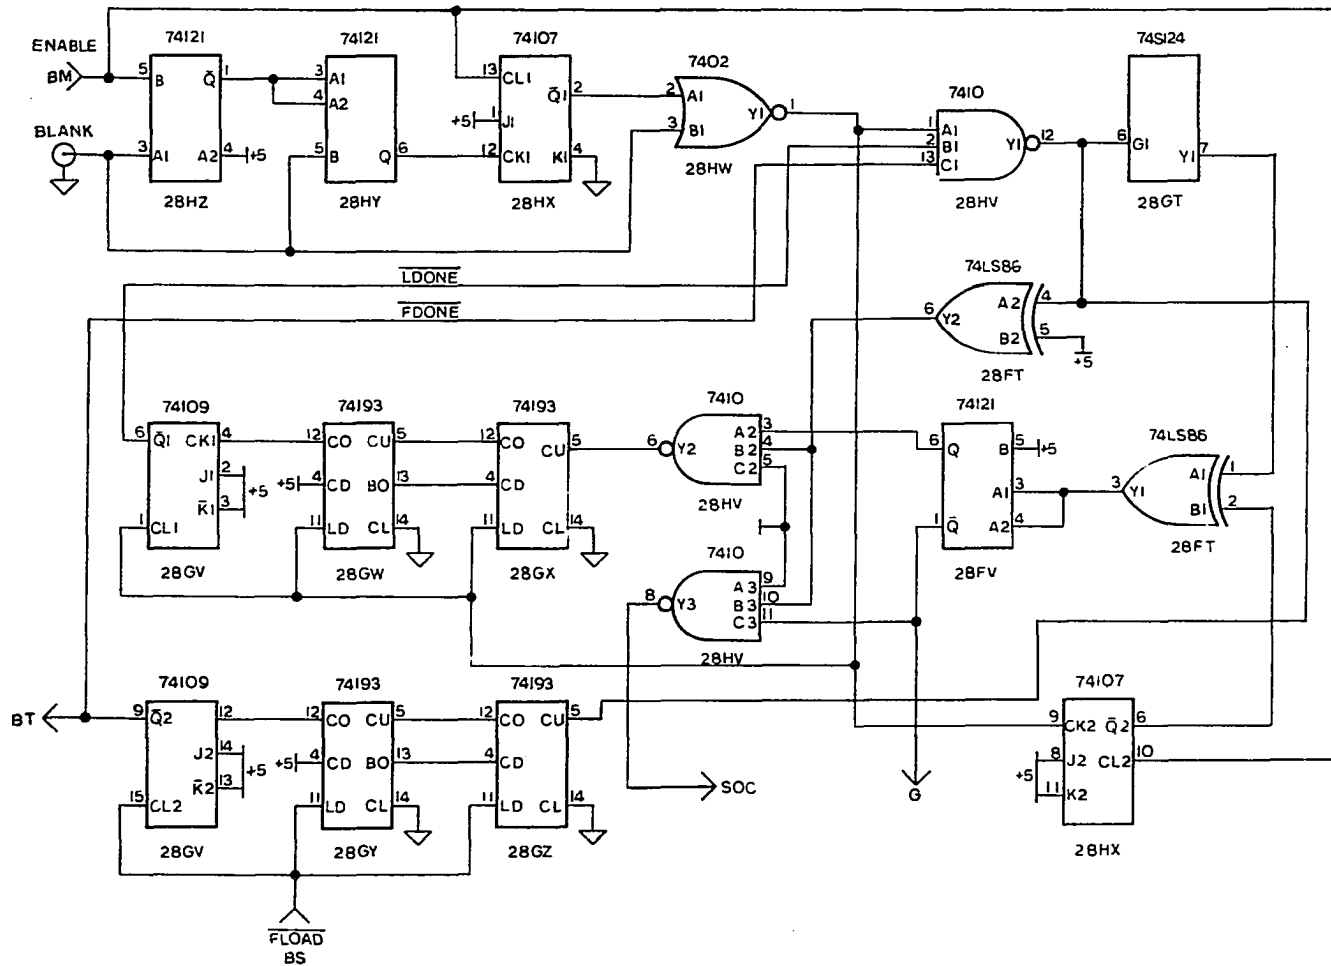 ENABLE
BM
BLANK
74121
5 B
Q̄ 1
3 A1
A2 4 +5
28HZ
74121
3 A1
4 A2
5 B
Q 6
28HY
74107
13 CL1
Q̄1 2
+5 1 J1
12 CK1
K1 4
28HX
7402
2 A1
3 B1
Y1 1
28HW
7410
1 A1
2 B1
13 C1
Y1 12
28HV
74S124
6 G1
Y1 7
28GT
L̅D̅O̅N̅E̅
F̅D̅O̅N̅E̅
74LS86
6 Y2
A2 4
B2 5
+5
28FT
74109
6 Q̄1
CK1 4
J1 2
+5
K̄1 3
1 CL1
28GV
74193
12 CO
CU 5
+5 4 CD
BO 13
11 LD
CL 14
28GW
74193
12 CO
CU 5
4 CD
11 LD
CL 14
28GX
7410
6 Y2
A2 3
B2 4
C2 5
28HV
7410
8 Y3
A3 9
B3 10
C3 11
28HV
74121
6 Q
B 5 +5
A1 3
1 Q̄
A2 4
28FV
74LS86
3 Y1
A1 1
B1 2
28FT
BT
74109
9 Q̄2
12
J2 14
+5
K̄2 13
15 CL2
28GV
74193
12 CO
CU 5
+5 4 CD
BO 13
11 LD
CL 14
28GY
74193
12 CO
CU 5
4 CD
11 LD
CL 14
28GZ
SOC
G
74107
9 CK2
Q̄2 6
8 J2
CL2 10
+5
11 K2
28HX
F̅L̅O̅A̅D̅
BS